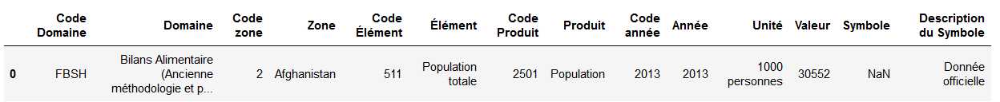 Code Domaine Domaine Code zone Zone Code Élément Élément Code Produit Produit Code année Année Unité Valeur Symbole Description du Symbole
0 FBSH Bilans Alimentaire (Ancienne méthodologie et p... 2 Afghanistan 511 Population totale 2501 Population 2013 2013 1000 personnes 30552 NaN Donnée officielle